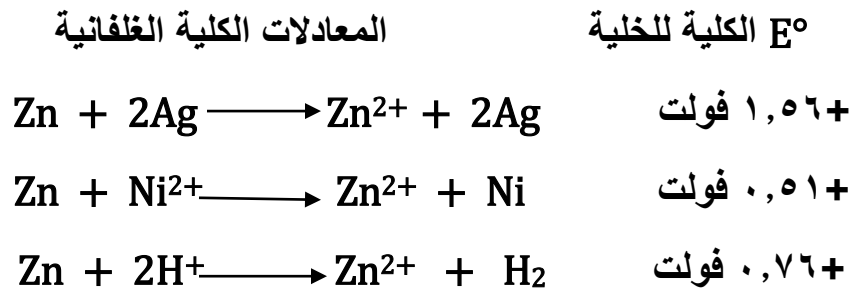 E° الكلية للخلية المعادلات الكلية الغلفانية
Zn + 2Ag → Zn²⁺ + 2Ag +١,٥٦ فولت
Zn + Ni²⁺ → Zn²⁺ + Ni +٠,٥١ فولت
Zn + 2H⁺ → Zn²⁺ + H₂ +٠,٧٦ فولت